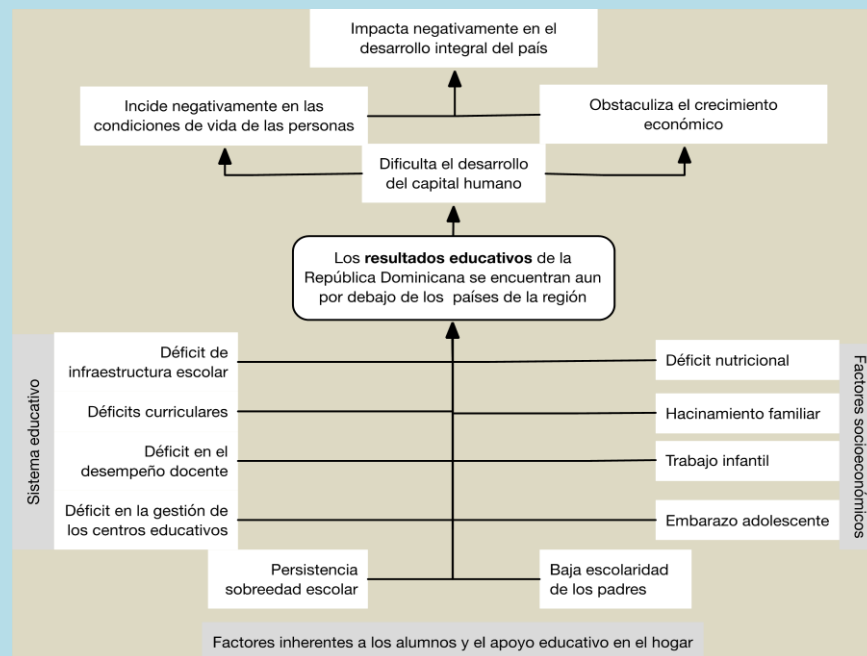 Impacta negativamente en el
desarrollo integral del país
Incide negativamente en las
condiciones de vida de las personas
Obstaculiza el crecimiento
económico
Dificulta el desarrollo
del capital humano
Los resultados educativos de la
República Dominicana se encuentran aun
por debajo de los países de la región
Sistema educativo
Déficit de
infraestructura escolar
Déficits curriculares
Déficit en el
desempeño docente
Déficit en la gestión de
los centros educativos
Déficit nutricional
Hacinamiento familiar
Trabajo infantil
Embarazo adolescente
Factores socioeconómicos
Persistencia
sobreedad escolar
Baja escolaridad
de los padres
Factores inherentes a los alumnos y el apoyo educativo en el hogar